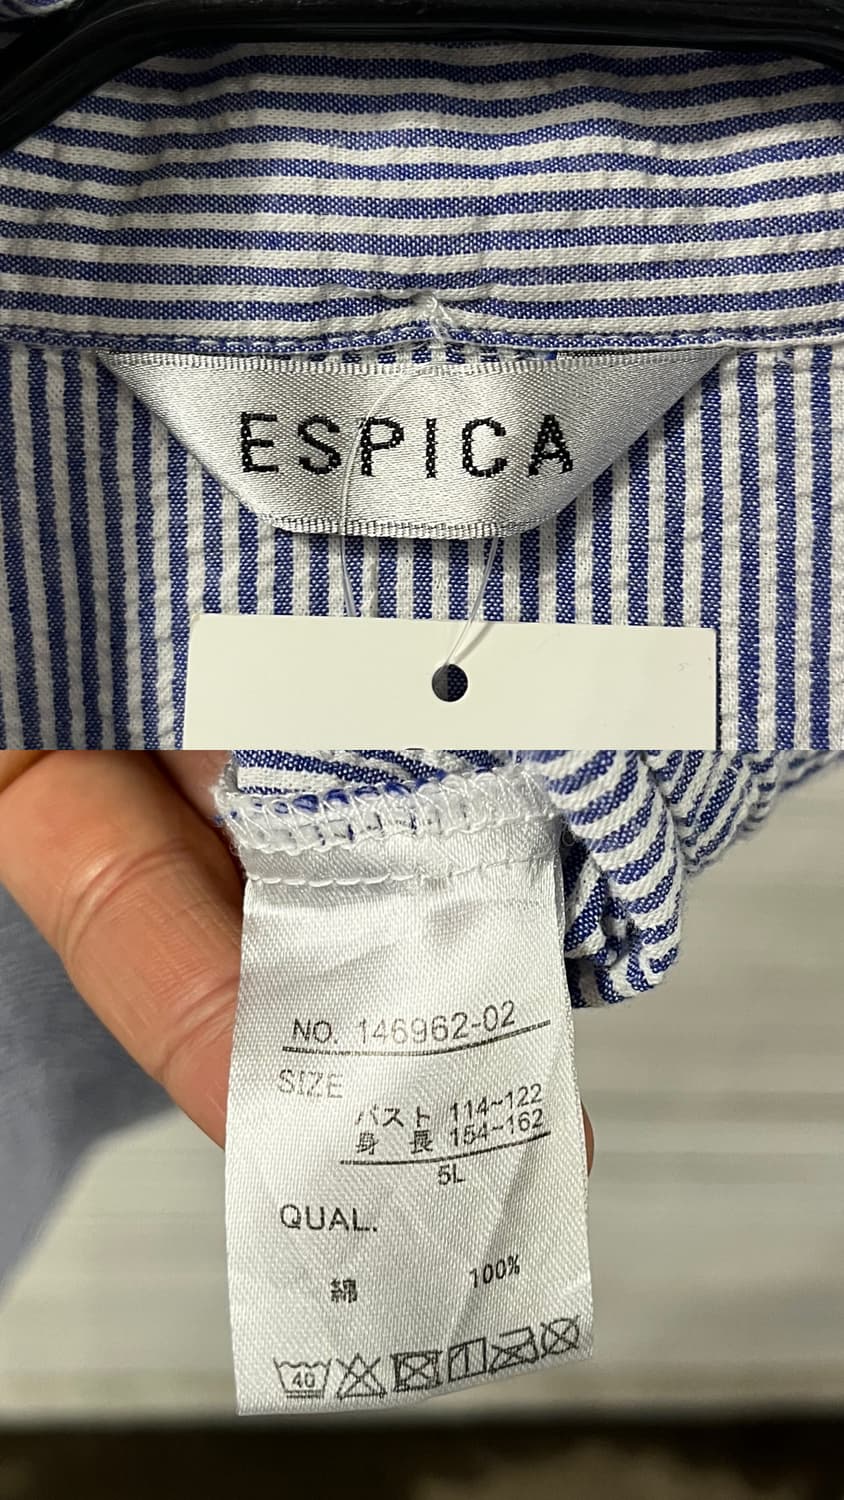 ESPICA
NO. 146962-02
SIZE
バスト 114~122
身 長 154~162
5L
QUAL.
綿 100%
40